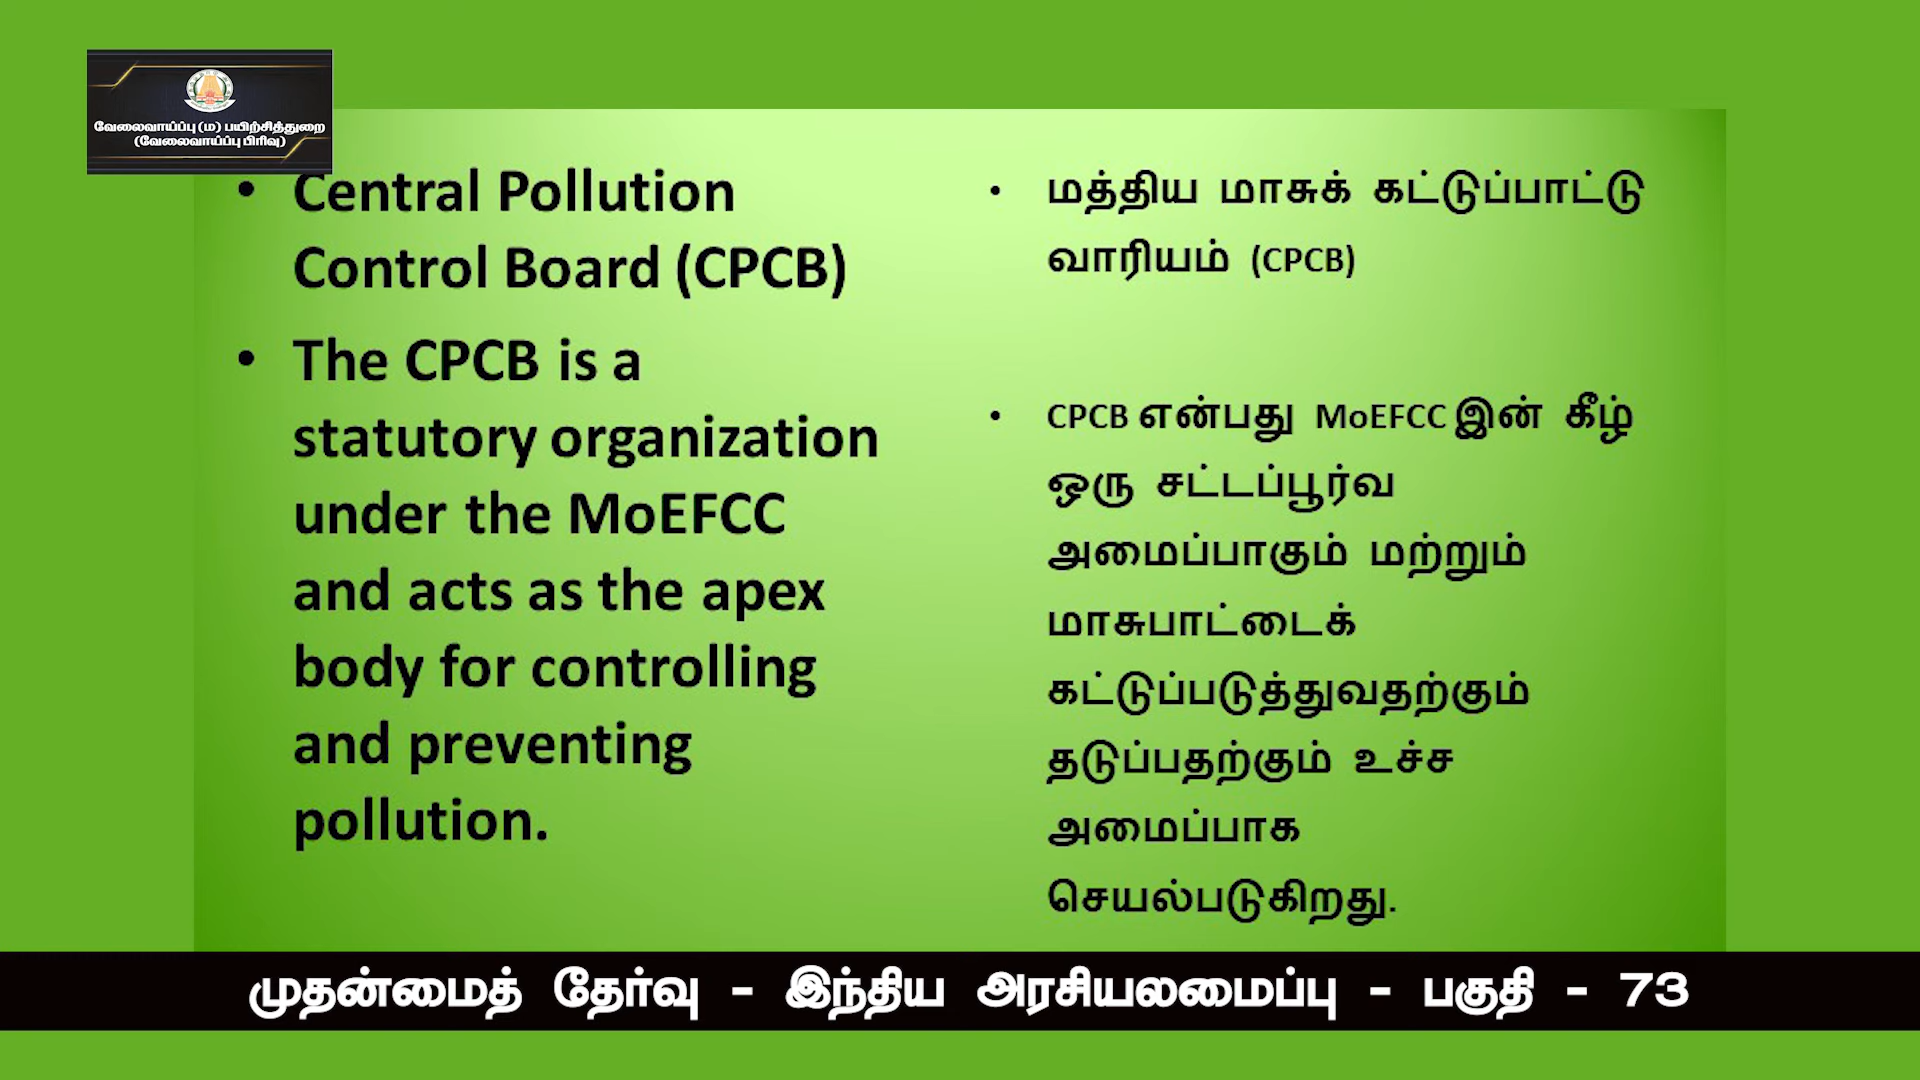 வேலைவாய்ப்பு (ம) பயிற்சித்துறை
(வேலைவாய்ப்பு பிரிவு)
• Central Pollution
Control Board (CPCB)
• The CPCB is a
statutory organization
under the MoEFCC
and acts as the apex
body for controlling
and preventing
pollution.
• மத்திய மாசுக் கட்டுப்பாட்டு
வாரியம் (CPCB)
• CPCB என்பது MoEFCC இன் கீழ்
ஒரு சட்டப்பூர்வ
அமைப்பாகும் மற்றும்
மாசுபாட்டைக்
கட்டுப்படுத்துவதற்கும்
தடுப்பதற்கும் உச்ச
அமைப்பாக
செயல்படுகிறது.
முதன்மைத் தேர்வு - இந்திய அரசியலமைப்பு - பகுதி - 73